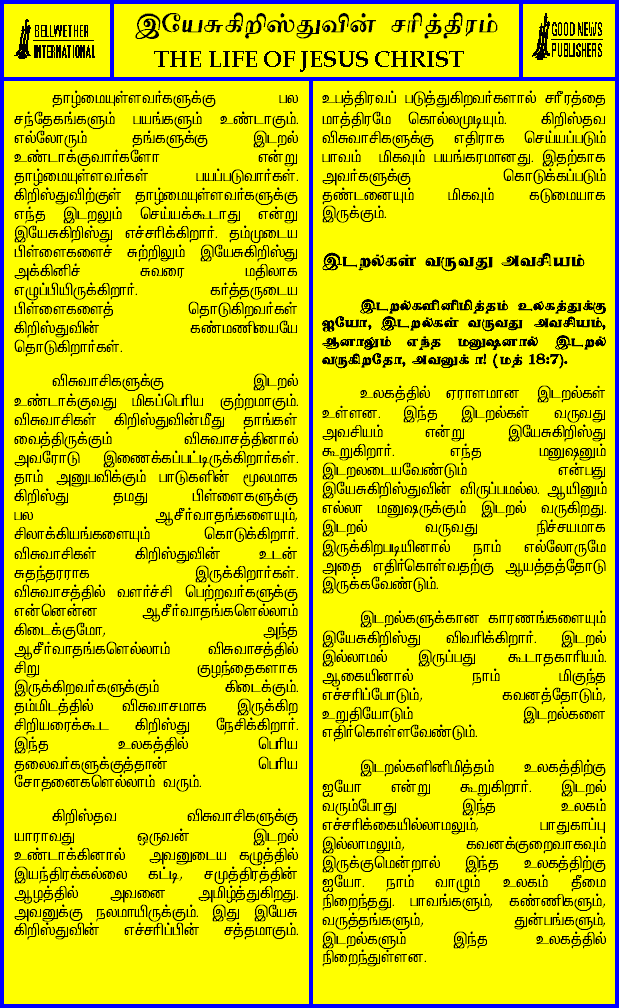 BELLWETHER
INTERNATIONAL
இயேசுகிறிஸ்துவின் சரித்திரம்
THE LIFE OF JESUS CHRIST
GOOD NEWS
PUBLISHERS
தாழ்மையுள்ளவர்களுக்கு பல
சந்தேகங்களும் பயங்களும் உண்டாகும்.
எல்லோரும் தங்களுக்கு இடறல்
உண்டாக்குவார்களோ என்று
தாழ்மையுள்ளவர்கள் பயப்படுவார்கள்.
கிறிஸ்துவிற்குள் தாழ்மையுள்ளவர்களுக்கு
எந்த இடறலும் செய்யக்கூடாது என்று
இயேசுகிறிஸ்து எச்சரிக்கிறார். தம்முடைய
பிள்ளைகளைச் சுற்றிலும் இயேசுகிறிஸ்து
அக்கினிச் சுவரை மதிலாக
எழுப்பியிருக்கிறார். கர்த்தருடைய
பிள்ளைகளைத் தொடுகிறவர்கள்
கிறிஸ்துவின் கண்மணியையே
தொடுகிறார்கள்.
விசுவாசிகளுக்கு இடறல்
உண்டாக்குவது மிகப்பெரிய குற்றமாகும்.
விசுவாசிகள் கிறிஸ்துவின்மீது தாங்கள்
வைத்திருக்கும் விசுவாசத்தினால்
அவரோடு இணைக்கப்பட்டிருக்கிறார்கள்.
தாம் அனுபவிக்கும் பாடுகளின் மூலமாக
கிறிஸ்து தமது பிள்ளைகளுக்கு
பல ஆசீர்வாதங்களையும்,
சிலாக்கியங்களையும் கொடுக்கிறார்.
விசுவாசிகள் கிறிஸ்துவின் உடன்
சுதந்தரராக இருக்கிறார்கள்.
விசுவாசத்தில் வளர்ச்சி பெற்றவர்களுக்கு
என்னென்ன ஆசீர்வாதங்களெல்லாம்
கிடைக்குமோ, அந்த
ஆசீர்வாதங்களெல்லாம் விசுவாசத்தில்
சிறு குழந்தைகளாக
இருக்கிறவர்களுக்கும் கிடைக்கும்.
தம்மிடத்தில் விசுவாசமாக இருக்கிற
சிறியரைக்கூட கிறிஸ்து நேசிக்கிறார்.
இந்த உலகத்தில் பெரிய
தலைவர்களுக்குத்தான் பெரிய
சோதனைகளெல்லாம் வரும்.
கிறிஸ்தவ விசுவாசிகளுக்கு
யாராவது ஒருவன் இடறல்
உண்டாக்கினால் அவனுடைய கழுத்தில்
இயந்திரக்கல்லை கட்டி, சமுத்திரத்தின்
ஆழத்தில் அவனை அமிழ்த்துகிறது.
அவனுக்கு நலமாயிருக்கும். இது இயேசு
கிறிஸ்துவின் எச்சரிப்பின் சத்தமாகும்.
உபத்திரவப் படுத்துகிறவர்களால் சரீரத்தை
மாத்திரமே கொல்லமுடியும். கிறிஸ்தவ
விசுவாசிகளுக்கு எதிராக செய்யப்படும்
பாவம் மிகவும் பயங்கரமானது. இதற்காக
அவர்களுக்கு கொடுக்கப்படும்
தண்டனையும் மிகவும் கடுமையாக
இருக்கும்.
இடறல்கள் வருவது அவசியம்
இடறல்களினிமித்தம் உலகத்துக்கு
ஐயோ, இடறல்கள் வருவது அவசியம்,
ஆனாலும் எந்த மனுஷனால் இடறல்
வருகிறதோ, அவனுக் ா! (மத் 18:7).
உலகத்தில் ஏராளமான இடறல்கள்
உள்ளன. இந்த இடறல்கள் வருவது
அவசியம் என்று இயேசுகிறிஸ்து
கூறுகிறார். எந்த மனுஷனும்
இடறலடையவேண்டும் என்பது
இயேசுகிறிஸ்துவின் விருப்பமல்ல. ஆயினும்
எல்லா மனுஷருக்கும் இடறல் வருகிறது.
இடறல் வருவது நிச்சயமாக
இருக்கிறபடியினால் நாம் எல்லோருமே
அதை எதிர்கொள்வதற்கு ஆயத்தத்தோடு
இருக்கவேண்டும்.
இடறல்களுக்கான காரணங்களையும்
இயேசுகிறிஸ்து விவரிக்கிறார். இடறல்
இல்லாமல் இருப்பது கூடாதகாரியம்.
ஆகையினால் நாம் மிகுந்த
எச்சரிப்போடும், கவனத்தோடும்,
உறுதியோடும் இடறல்களை
எதிர்கொள்ளவேண்டும்.
இடறல்களினிமித்தம் உலகத்திற்கு
ஐயோ என்று கூறுகிறார். இடறல்
வரும்போது இந்த உலகம்
எச்சரிக்கையில்லாமலும், பாதுகாப்பு
இல்லாமலும், கவனக்குறைவாகவும்
இருக்குமென்றால் இந்த உலகத்திற்கு
ஐயோ. நாம் வாழும் உலகம் தீமை
நிறைந்தது. பாவங்களும், கண்ணிகளும்,
வருத்தங்களும், துன்பங்களும்,
இடறல்களும் இந்த உலகத்தில்
நிறைந்துள்ளன.